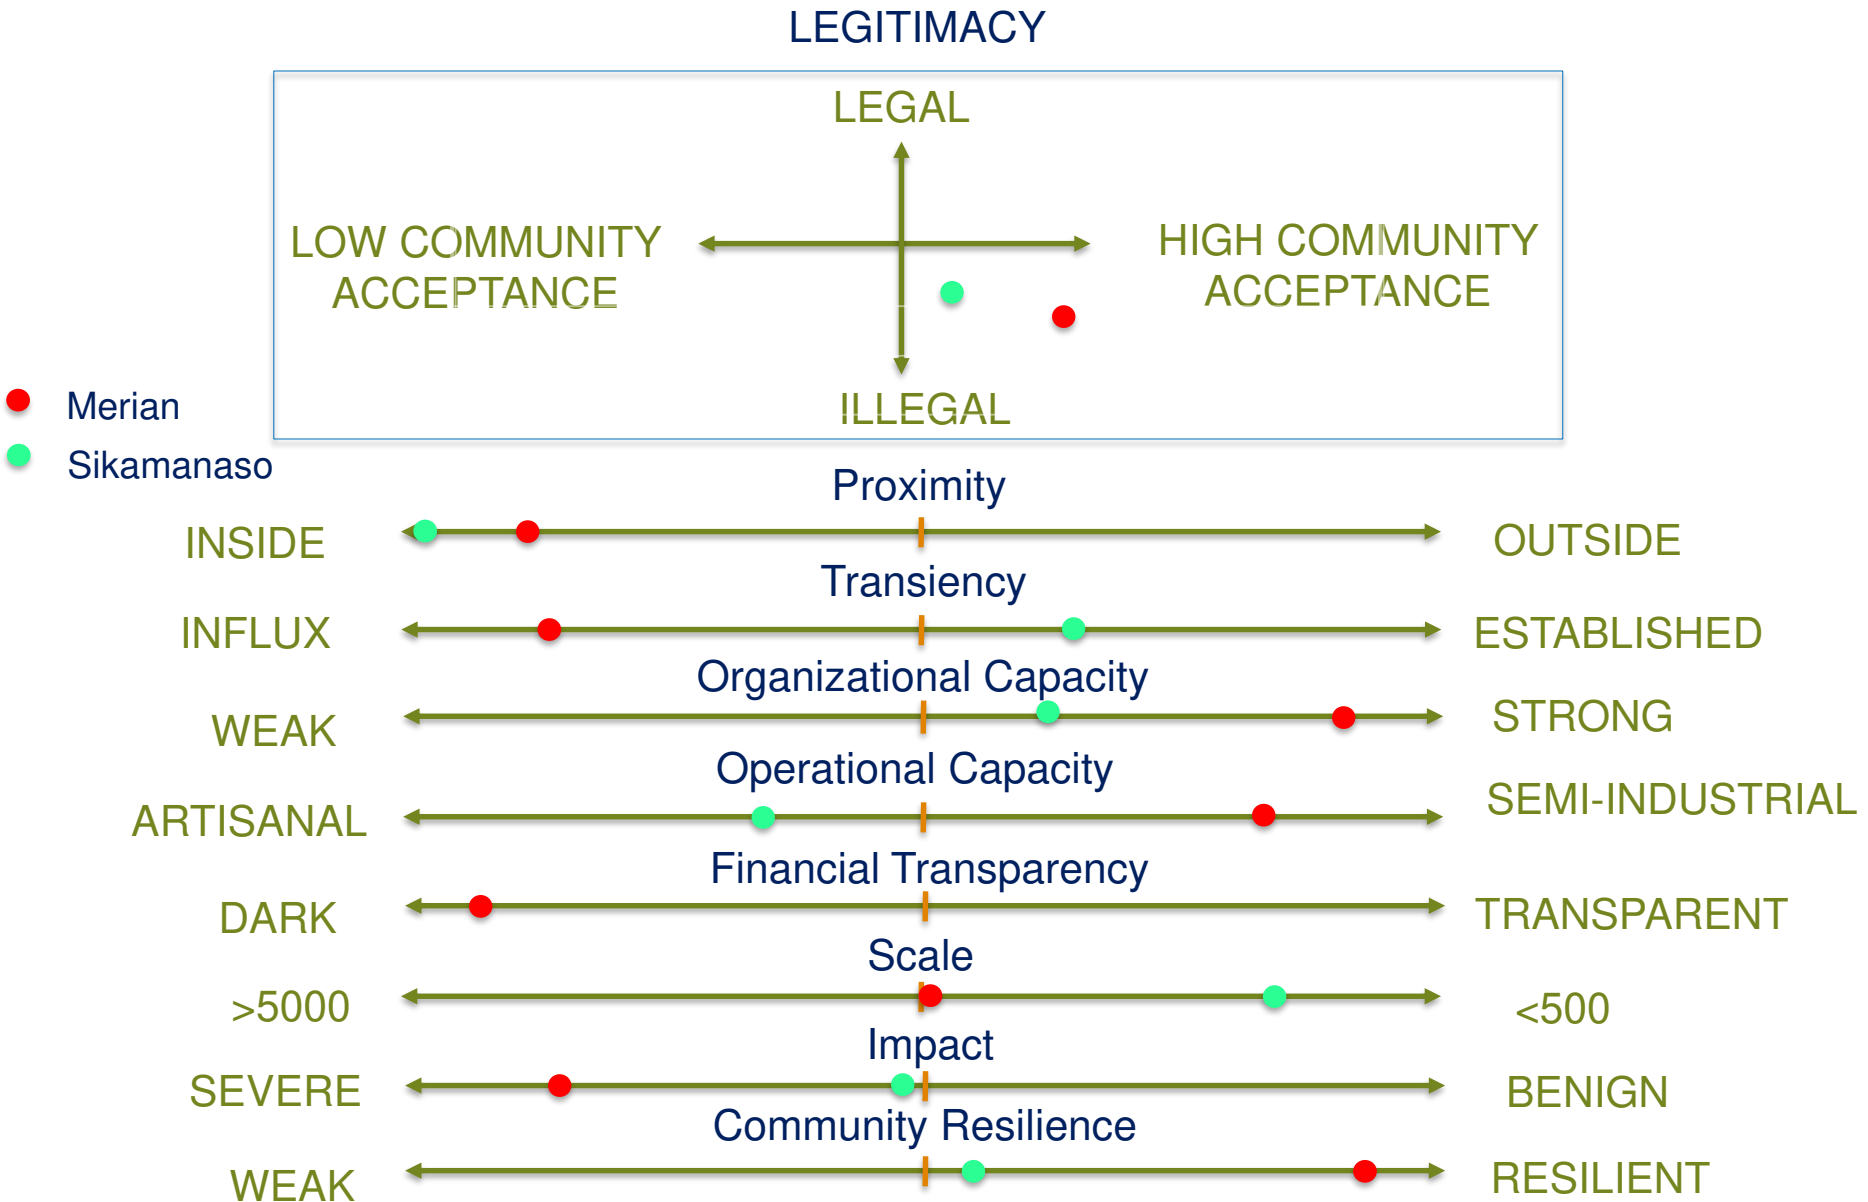 LEGITIMACY
LEGAL
LOW COMMUNITY
ACCEPTANCE
HIGH COMMUNITY
ACCEPTANCE
ILLEGAL
Merian
Sikamanaso
Proximity
INSIDE
OUTSIDE
Transiency
INFLUX
ESTABLISHED
Organizational Capacity
WEAK
STRONG
Operational Capacity
ARTISANAL
SEMI-INDUSTRIAL
Financial Transparency
DARK
TRANSPARENT
Scale
>5000
<500
Impact
SEVERE
BENIGN
Community Resilience
WEAK
RESILIENT